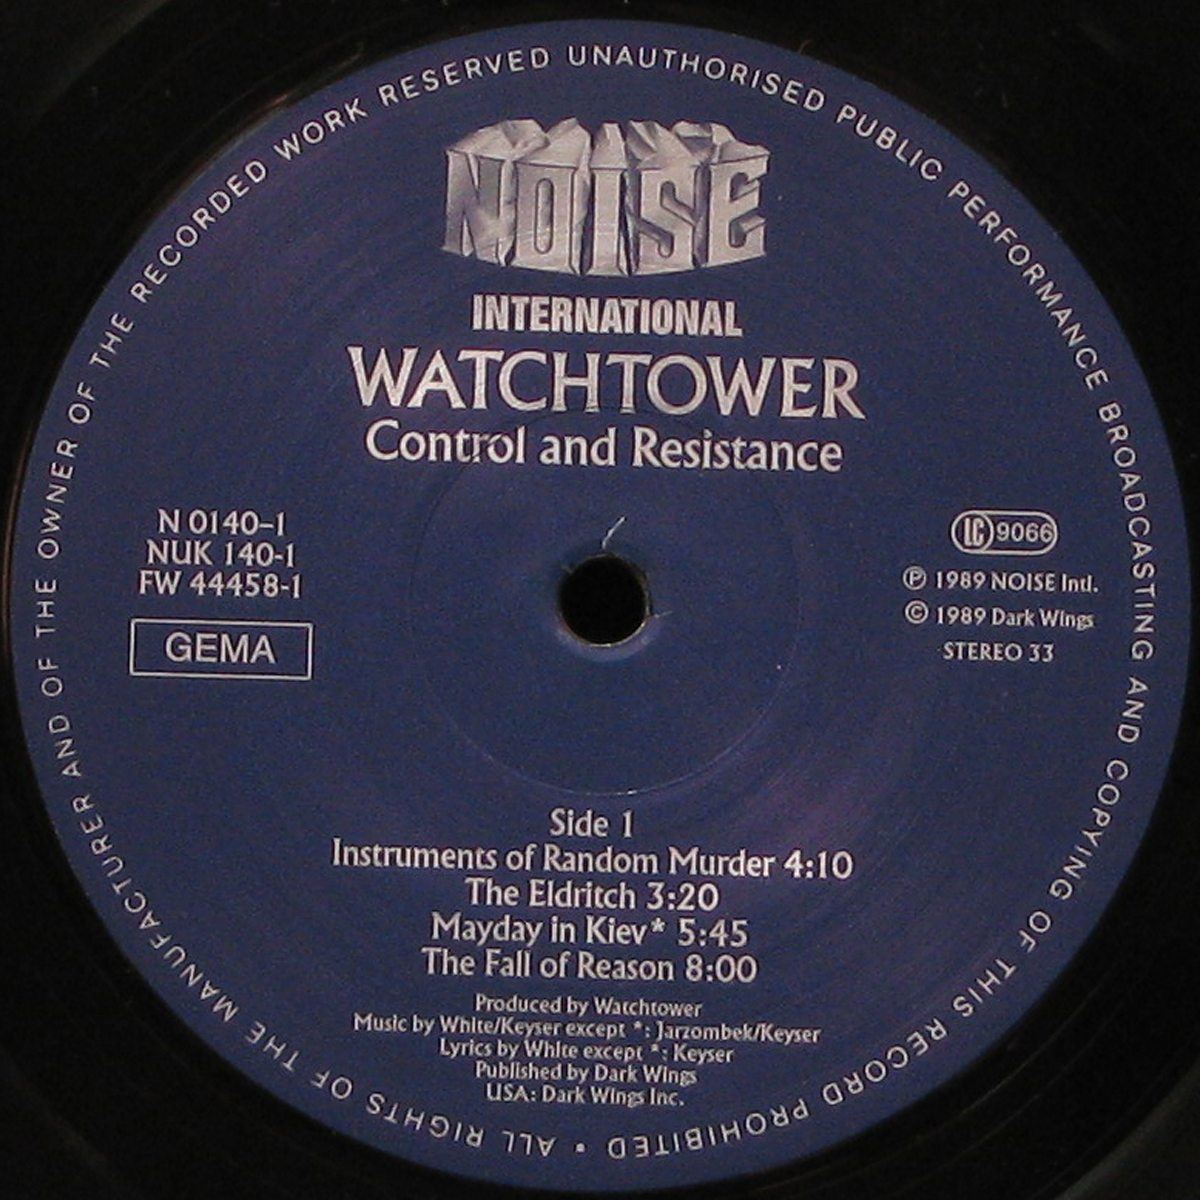 ALL RIGHTS OF THE MANUFACTURER AND OF THE OWNER OF THE RECORDED WORK RESERVED UNAUTHORISED PUBLIC PERFORMANCE BROADCASTING AND COPYING OF THIS RECORD PROHIBITED •
NOISE
INTERNATIONAL
WATCHTOWER
Control and Resistance
N 0140-1
NUK 140-1
FW 44458-1
GEMA
LC 9066
℗ 1989 NOISE Intl.
© 1989 Dark Wings
STEREO 33
Side 1
Instruments of Random Murder 4:10
The Eldritch 3:20
Mayday in Kiev* 5:45
The Fall of Reason 8:00
Produced by Watchtower
Music by White/Keyser except *: Jarzombek/Keyser
Lyrics by White except *: Keyser
Published by Dark Wings
USA: Dark Wings Inc.